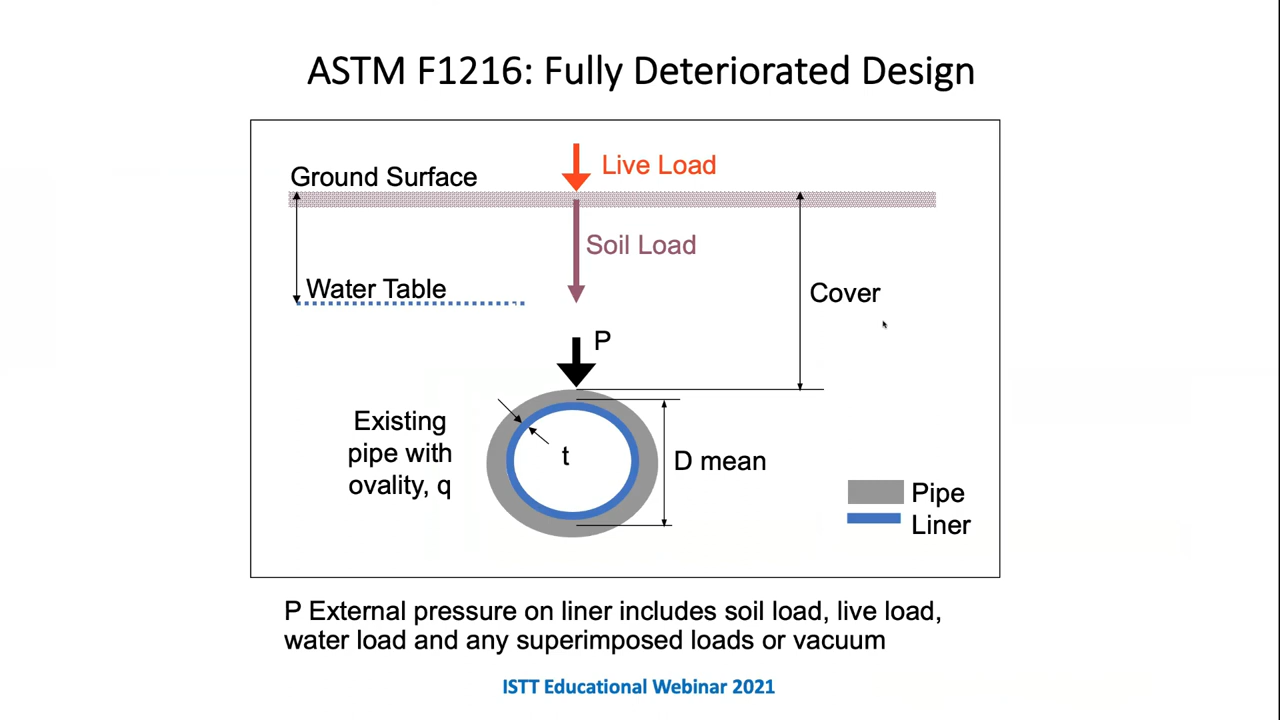 ASTM F1216: Fully Deteriorated Design
Live Load
Ground Surface
Soil Load
Water Table
Cover
P
Existing
pipe with
ovality, q
t
D mean
Pipe
Liner
P External pressure on liner includes soil load, live load,
water load and any superimposed loads or vacuum
ISTT Educational Webinar 2021